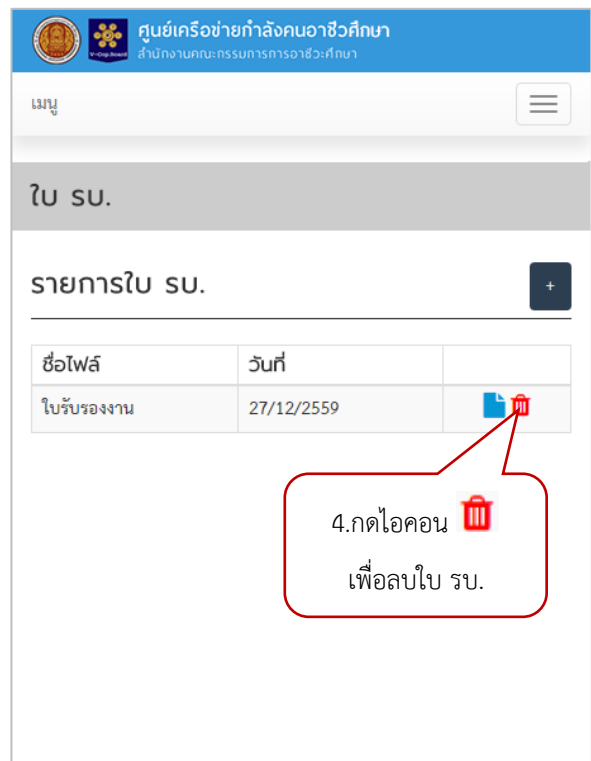 ศูนย์เครือข่ายกำลังคนอาชีวศึกษา
สำนักงานคณะกรรมการการอาชีวะศึกษา
V-Cop.Board
เมนู
ใบ รบ.
รายการใบ รบ.
+
ชื่อไฟล์ วันที่
ใบรับรองงาน 27/12/2559
4.กดไอคอน
เพื่อลบใบ รบ.